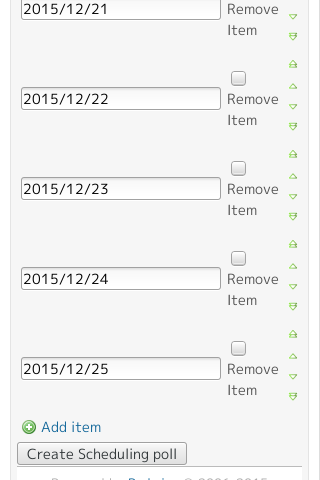 2015/12/21
Remove
Item
2015/12/22
Remove
Item
2015/12/23
Remove
Item
2015/12/24
Remove
Item
2015/12/25
Remove
Item
Add item
Create Scheduling poll